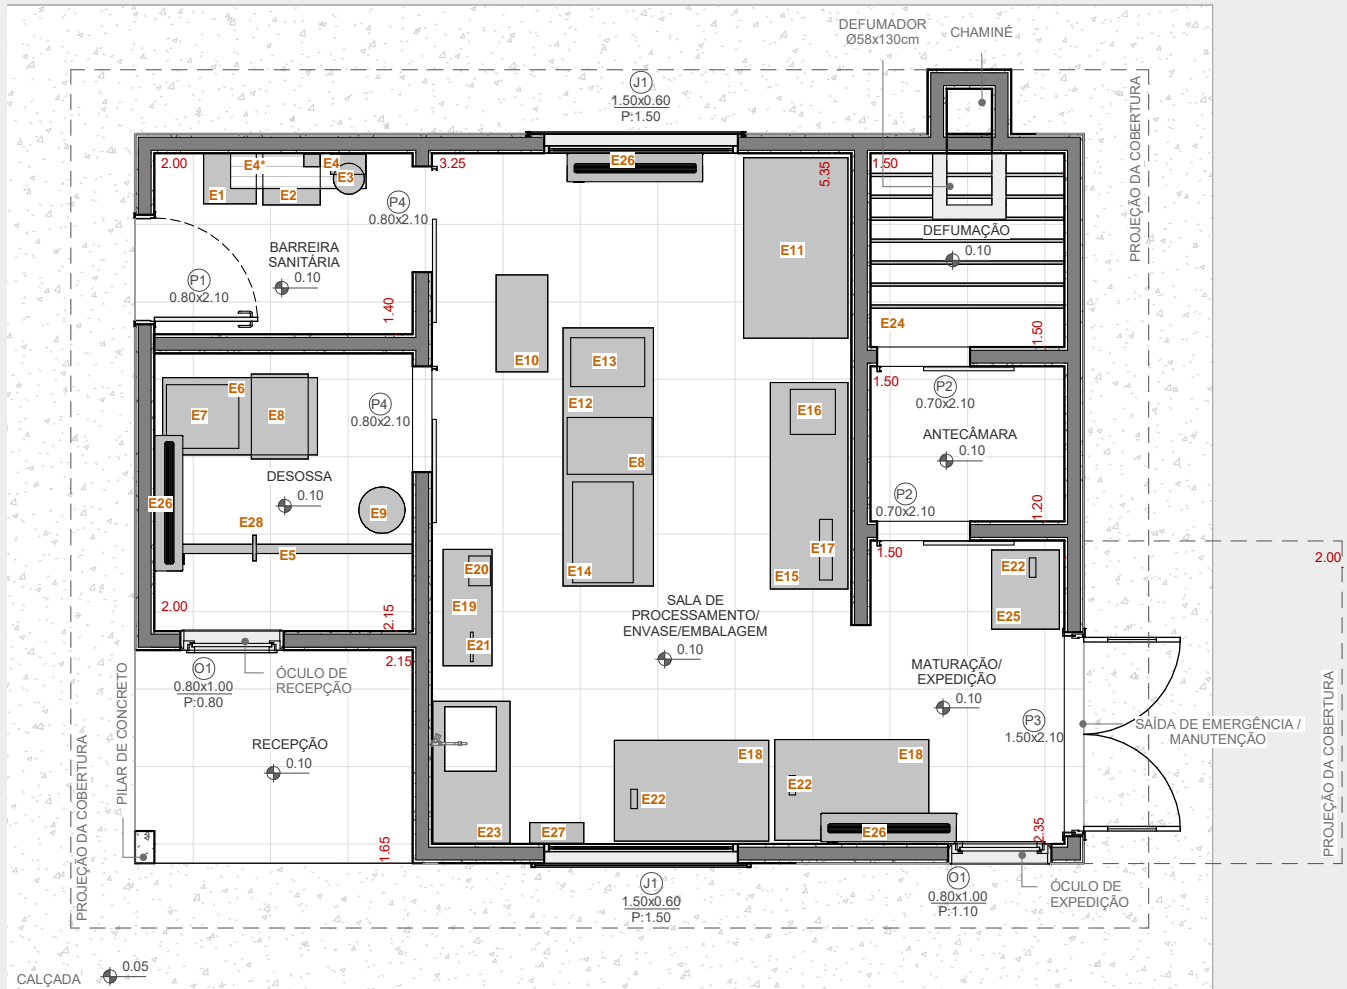 DEFUMADOR
Ø58x130cm
CHAMINÉ
J1
1.50x0.60
P:1.50
PROJEÇÃO DA COBERTURA
2.00
E4*
E4
E3
E1
E2
3.25
E26
5.35
1.50
P4
0.80x2.10
BARREIRA
SANITÁRIA
0.10
P1
0.80x2.10
1.40
E11
DEFUMAÇÃO
0.10
E24
1.50
E10
E13
E12
E6
E7
E8
P4
0.80x2.10
1.50
P2
0.70x2.10
E16
ANTECÂMARA
0.10
E8
DESOSSA
0.10
E26
E9
E28
E5
P2
0.70x2.10
1.20
E17
1.50
E14
E15
E20
E19
E21
E22
E25
2.00
2.00
2.15
SALA DE
PROCESSAMENTO/
ENVASE/EMBALAGEM
0.10
2.15
O1
0.80x1.00
P:0.80
ÓCULO DE
RECEPÇÃO
PILAR DE CONCRETO
MATURAÇÃO/
EXPEDIÇÃO
0.10
P3
1.50x2.10
SAÍDA DE EMERGÊNCIA /
MANUTENÇÃO
PROJEÇÃO DA COBERTURA
RECEPÇÃO
0.10
PROJEÇÃO DA COBERTURA
E18
E18
E22
E22
E23
E27
E26
2.35
1.65
J1
1.50x0.60
P:1.50
O1
0.80x1.00
P:1.10
ÓCULO DE
EXPEDIÇÃO
CALÇADA
0.05